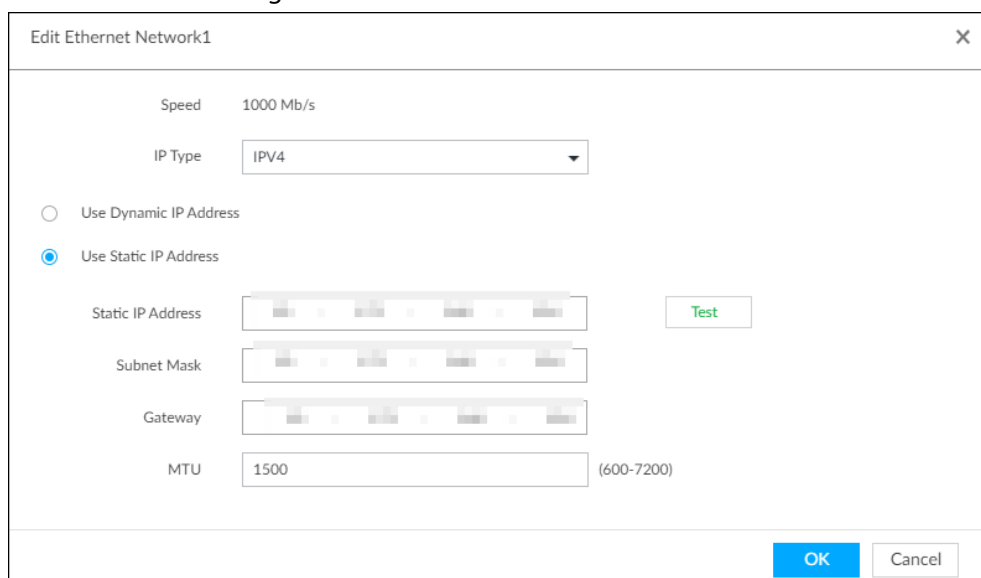 Edit Ethernet Network1
Speed 1000 Mb/s
IP Type IPV4
Use Dynamic IP Address
Use Static IP Address
Static IP Address Test
Subnet Mask
Gateway
MTU 1500 (600-7200)
OK Cancel